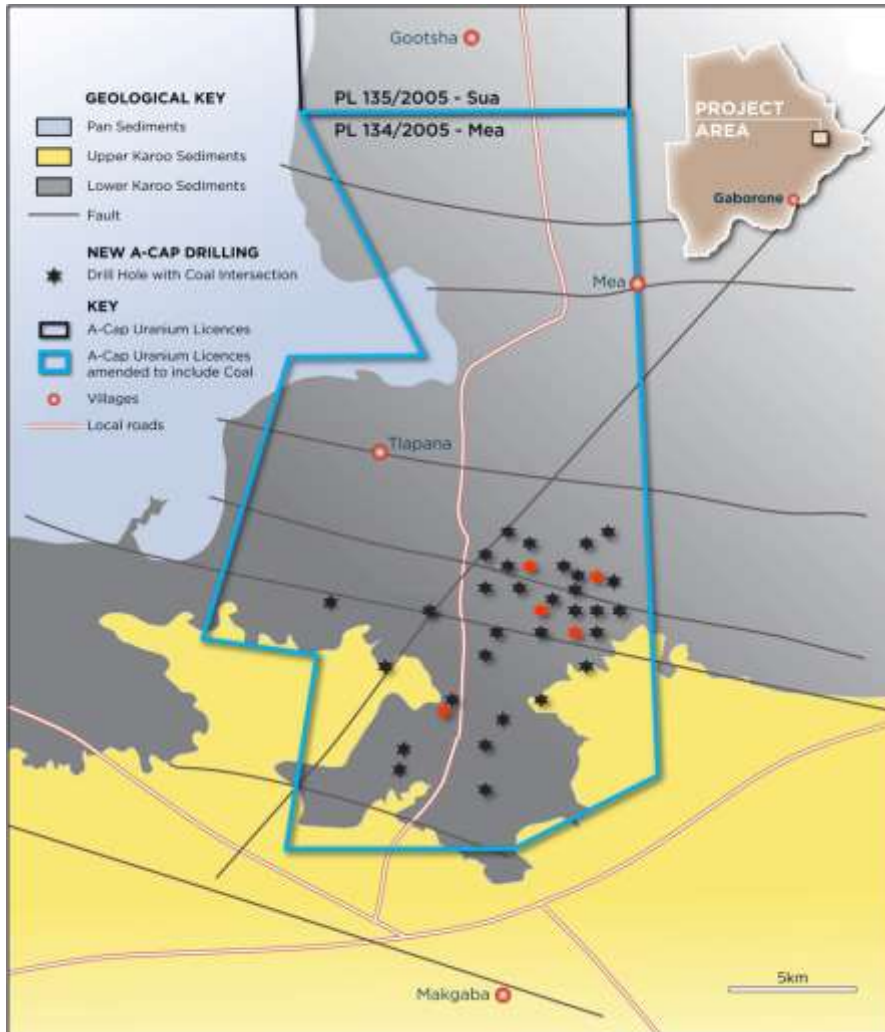 Gootsha
PL 135/2005 - Sua
PL 134/2005 - Mea
GEOLOGICAL KEY
Pan Sediments
Upper Karoo Sediments
Lower Karoo Sediments
Fault
NEW A-CAP DRILLING
Drill Hole with Coal Intersection
KEY
A-Cap Uranium Licences
A-Cap Uranium Licences
amended to include Coal
Villages
Local roads
PROJECT
AREA
Gaborone
Mea
Tlapana
Makgaba
5km